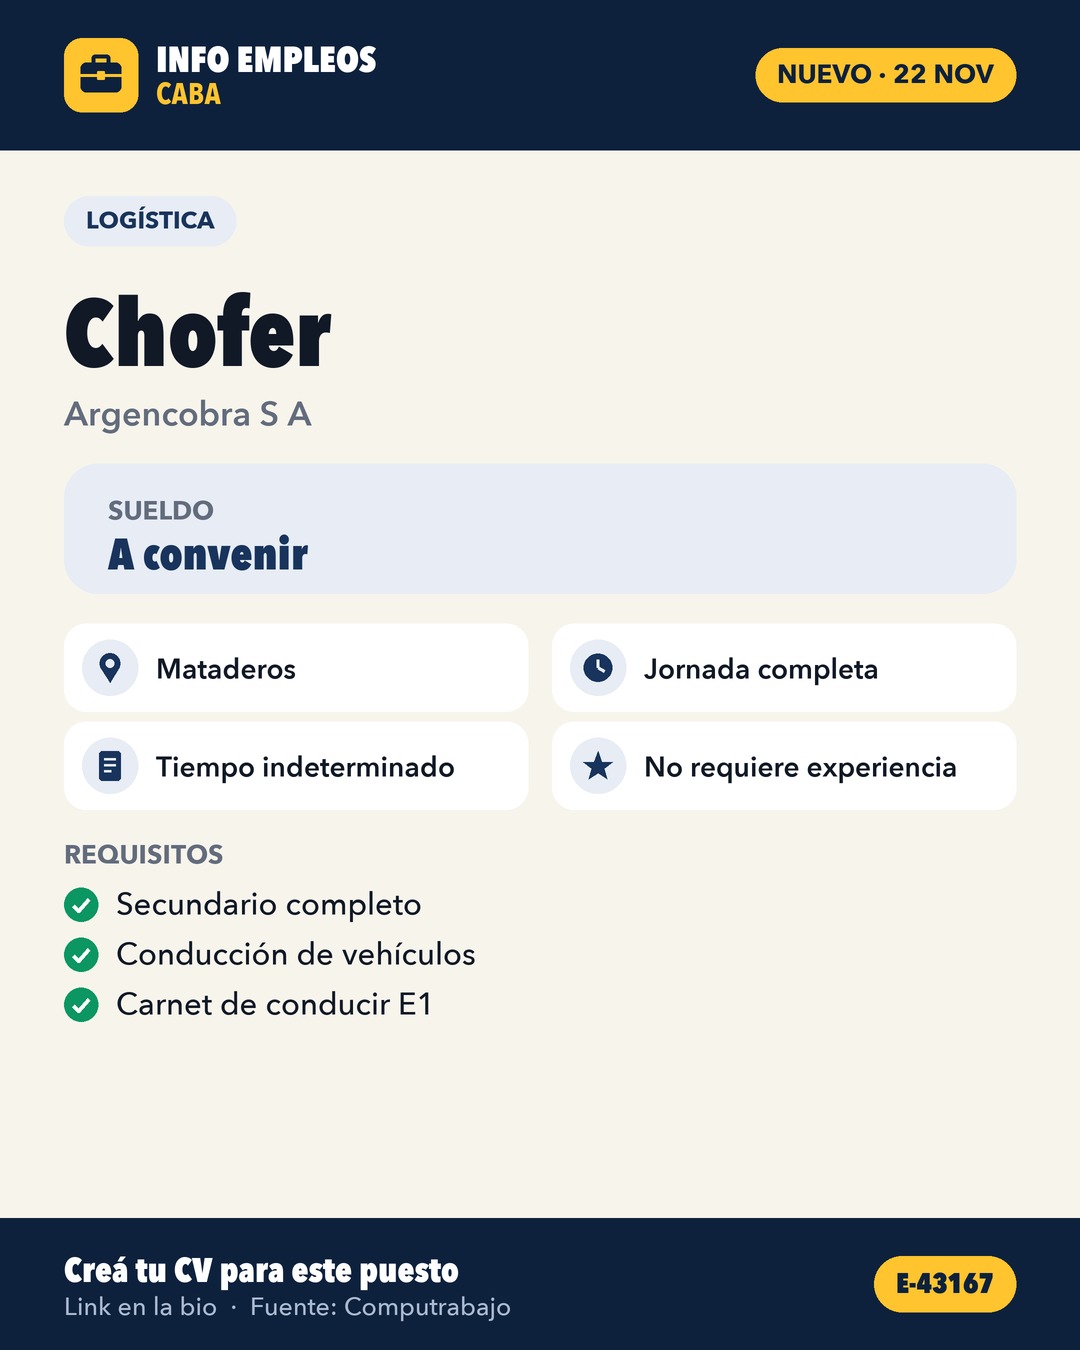 INFO EMPLEOS
CABA
NUEVO · 22 NOV
LOGÍSTICA
Chofer
Argencobra S A
SUELDO
A convenir
Mataderos
Jornada completa
Tiempo indeterminado
No requiere experiencia
REQUISITOS
Secundario completo
Conducción de vehículos
Carnet de conducir E1
Creá tu CV para este puesto
Link en la bio · Fuente: Computrabajo
E-43167